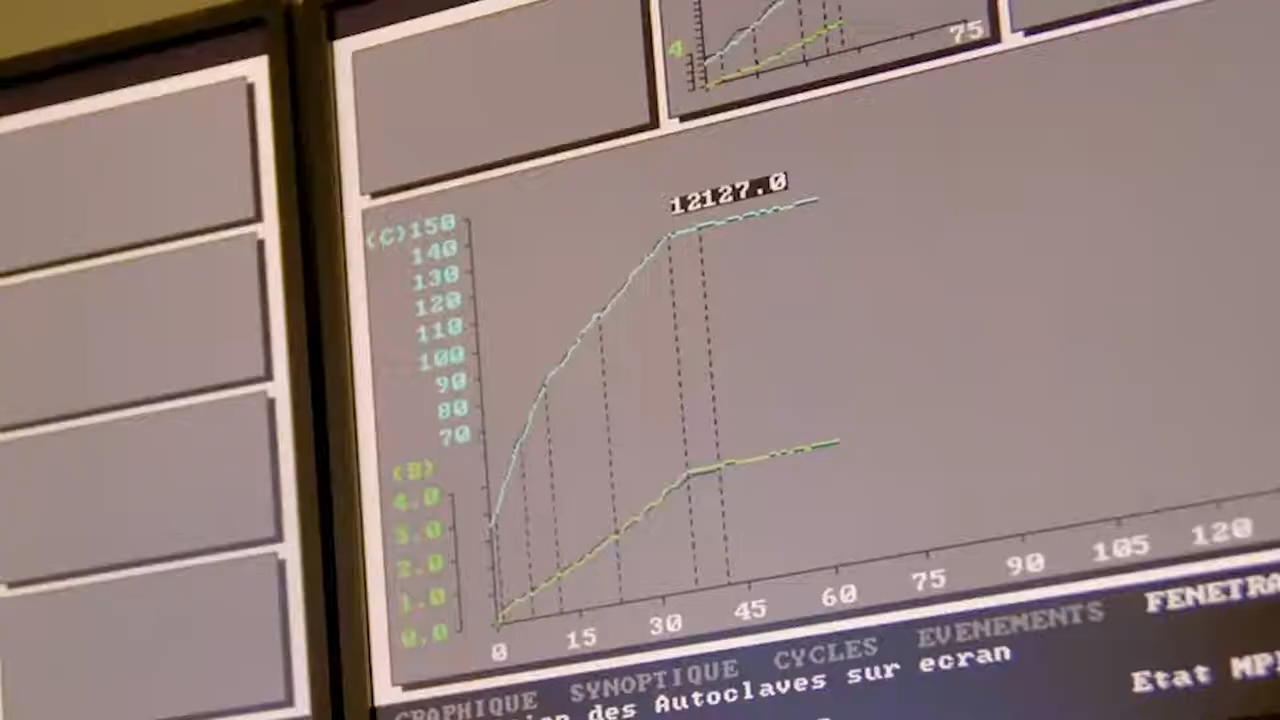 4
75
12127.0
(C)150
140
130
120
110
100
90
80
70
(B)
4.0
3.0
2.0
1.0
0.0
0 15 30 45 60 75 90 105 120
GRAPHIQUE SYNOPTIQUE CYCLES EVENEMENTS
des Autoclaves sur ecran
Etat